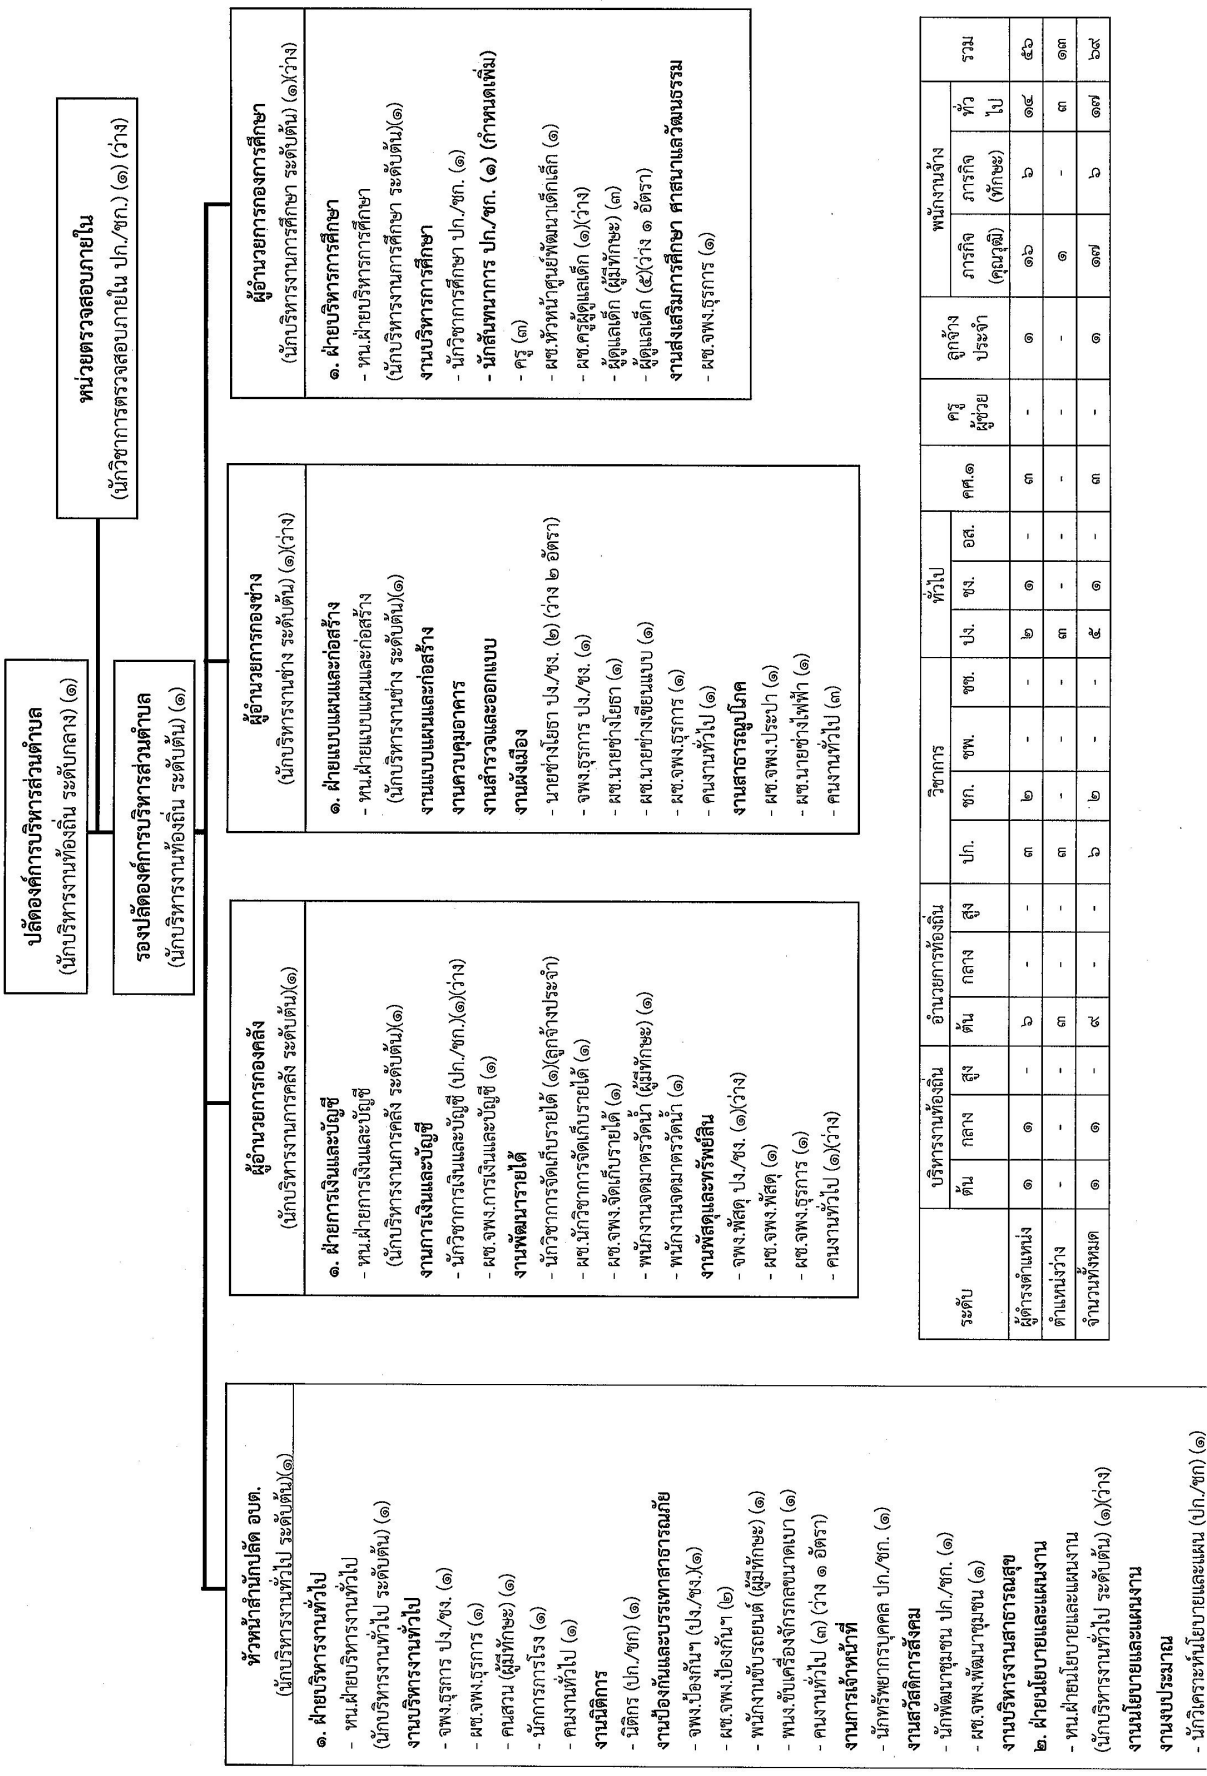 ปลัดองค์การบริหารส่วนตำบล
(นักบริหารงานท้องถิ่น ระดับกลาง) (๑)
รองปลัดองค์การบริหารส่วนตำบล
(นักบริหารงานท้องถิ่น ระดับต้น) (๑)
หน่วยตรวจสอบภายใน
(นักวิชาการตรวจสอบภายใน ปก./ชก.) (๑) (ว่าง)
หัวหน้าสำนักปลัด อบต.
(นักบริหารงานทั่วไป ระดับต้น)(๑)
๑. ฝ่ายบริหารงานทั่วไป
- หน.ฝ่ายบริหารงานทั่วไป
(นักบริหารงานทั่วไป ระดับต้น) (๑)
งานบริหารงานทั่วไป
- จพง.ธุรการ ปง./ชง. (๑)
- ผช.จพง.ธุรการ (๑)
- คนสวน (ผู้มีทักษะ) (๑)
- นักการภารโรง (๑)
- คนงานทั่วไป (๑)
งานนิติการ
- นิติกร (ปก./ชก) (๑)
งานป้องกันและบรรเทาสาธารณภัย
- จพง.ป้องกันฯ (ปง./ชง.)(๑)
- ผช.จพง.ป้องกันฯ (๒)
- พนักงานขับรถยนต์ (ผู้มีทักษะ) (๑)
- พนง.ขับเครื่องจักรกลขนาดเบา (๑)
- คนงานทั่วไป (๓) (ว่าง ๑ อัตรา)
งานการเจ้าหน้าที่
- นักทรัพยากรบุคคล ปก./ชก. (๑)
งานสวัสดิการสังคม
- นักพัฒนาชุมชน ปก./ชก. (๑)
- ผช.จพง.พัฒนาชุมชน (๑)
งานบริหารงานสาธารณสุข
๒. ฝ่ายนโยบายและแผนงาน
- หน.ฝ่ายนโยบายและแผนงาน
(นักบริหารงานทั่วไป ระดับต้น) (๑)(ว่าง)
งานนโยบายและแผนงาน
งานงบประมาณ
- นักวิเคราะห์นโยบายและแผน (ปก./ชก) (๑)
ผู้อำนวยการกองคลัง
(นักบริหารงานการคลัง ระดับต้น)(๑)
๑. ฝ่ายการเงินและบัญชี
- หน.ฝ่ายการเงินและบัญชี
(นักบริหารงานการคลัง ระดับต้น)(๑)
งานการเงินและบัญชี
- นักวิชาการเงินและบัญชี (ปก./ชก.)(๑)(ว่าง)
- ผช.จพง.การเงินและบัญชี (๑)
งานพัฒนารายได้
- นักวิชาการจัดเก็บรายได้ (๑)(ลูกจ้างประจำ)
- ผช.นักวิชาการจัดเก็บรายได้ (๑)
- ผช.จพง.จัดเก็บรายได้ (๑)
- พนักงานจดมาตรวัดน้ำ (ผู้มีทักษะ) (๑)
- พนักงานจดมาตรวัดน้ำ (๑)
งานพัสดุและทรัพย์สิน
- จพง.พัสดุ ปง./ชง. (๑)(ว่าง)
- ผช.จพง.พัสดุ (๑)
- ผช.จพง.ธุรการ (๑)
- คนงานทั่วไป (๑)(ว่าง)
ผู้อำนวยการกองช่าง
(นักบริหารงานช่าง ระดับต้น) (๑)(ว่าง)
๑. ฝ่ายแบบแผนและก่อสร้าง
- หน.ฝ่ายแบบแผนและก่อสร้าง
(นักบริหารงานช่าง ระดับต้น)(๑)
งานแบบแผนและก่อสร้าง
งานควบคุมอาคาร
งานสำรวจและออกแบบ
งานผังเมือง
- นายช่างโยธา ปง./ชง. (๒) (ว่าง ๒ อัตรา)
- จพง.ธุรการ ปง./ชง. (๑)
- ผช.นายช่างโยธา (๑)
- ผช.นายช่างเขียนแบบ (๑)
- ผช.จพง.ธุรการ (๑)
- คนงานทั่วไป (๑)
งานสาธารณูปโภค
- ผช.จพง.ประปา (๑)
- ผช.นายช่างไฟฟ้า (๑)
- คนงานทั่วไป (๓)
ผู้อำนวยการกองการศึกษา
(นักบริหารงานการศึกษา ระดับต้น) (๑)(ว่าง)
๑. ฝ่ายบริหารการศึกษา
- หน.ฝ่ายบริหารการศึกษา
(นักบริหารงานการศึกษา ระดับต้น)(๑)
งานบริหารการศึกษา
- นักวิชาการศึกษา ปก./ชก. (๑)
- นักสันทนาการ ปก./ชก. (๑) (กำหนดเพิ่ม)
- ครู (๓)
- ผช.หัวหน้าศูนย์พัฒนาเด็กเล็ก (๑)
- ผช.ครูผู้ดูแลเด็ก (๑)(ว่าง)
- ผู้ดูแลเด็ก (ผู้มีทักษะ) (๓)
- ผู้ดูแลเด็ก (๕)(ว่าง ๑ อัตรา)
งานส่งเสริมการศึกษา ศาสนาแลวัฒนธรรม
- ผช.จพง.ธุรการ (๑)
ระดับ บริหารงานท้องถิ่น อำนวยการท้องถิ่น วิชาการ ทั่วไป คศ.๑ ครูผู้ช่วย ลูกจ้างประจำ พนักงานจ้าง รวม
ต้น กลาง สูง ต้น กลาง สูง ปก. ชก. ชพ. ชช. ปง. ชง. อส. ภารกิจ (คุณวุฒิ) ภารกิจ (ทักษะ) ทั่วไป
ผู้ดำรงตำแหน่ง ๑ ๑ - ๖ - - ๓ ๒ - - ๒ ๑ - ๓ - ๑ ๑๖ ๖ ๑๔ ๕๖
ตำแหน่งว่าง - - - ๓ - - ๓ - - - ๓ - - - - - ๑ - ๓ ๑๓
จำนวนทั้งหมด ๑ ๑ - ๙ - - ๖ ๒ - - ๕ ๑ - ๓ - ๑ ๑๗ ๖ ๑๗ ๖๙